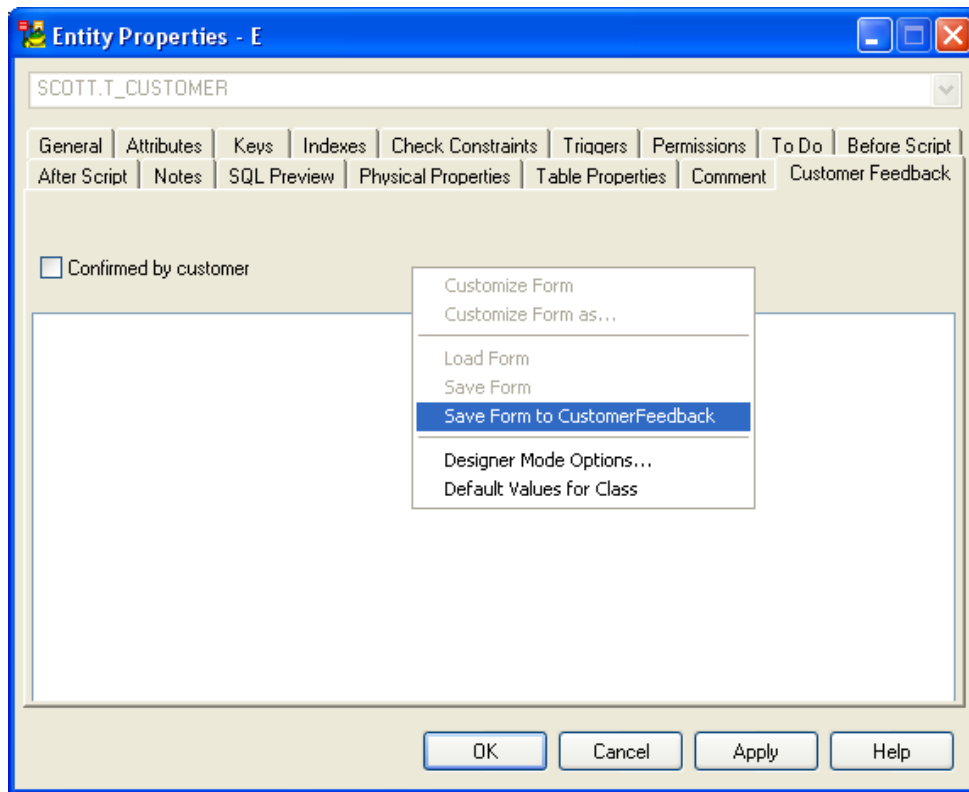 Entity Properties - E
SCOTT.T_CUSTOMER
General Attributes Keys Indexes Check Constraints Triggers Permissions To Do Before Script
After Script Notes SQL Preview Physical Properties Table Properties Comment Customer Feedback
Confirmed by customer
Customize Form
Customize Form as...
Load Form
Save Form
Save Form to CustomerFeedback
Designer Mode Options...
Default Values for Class
OK Cancel Apply Help